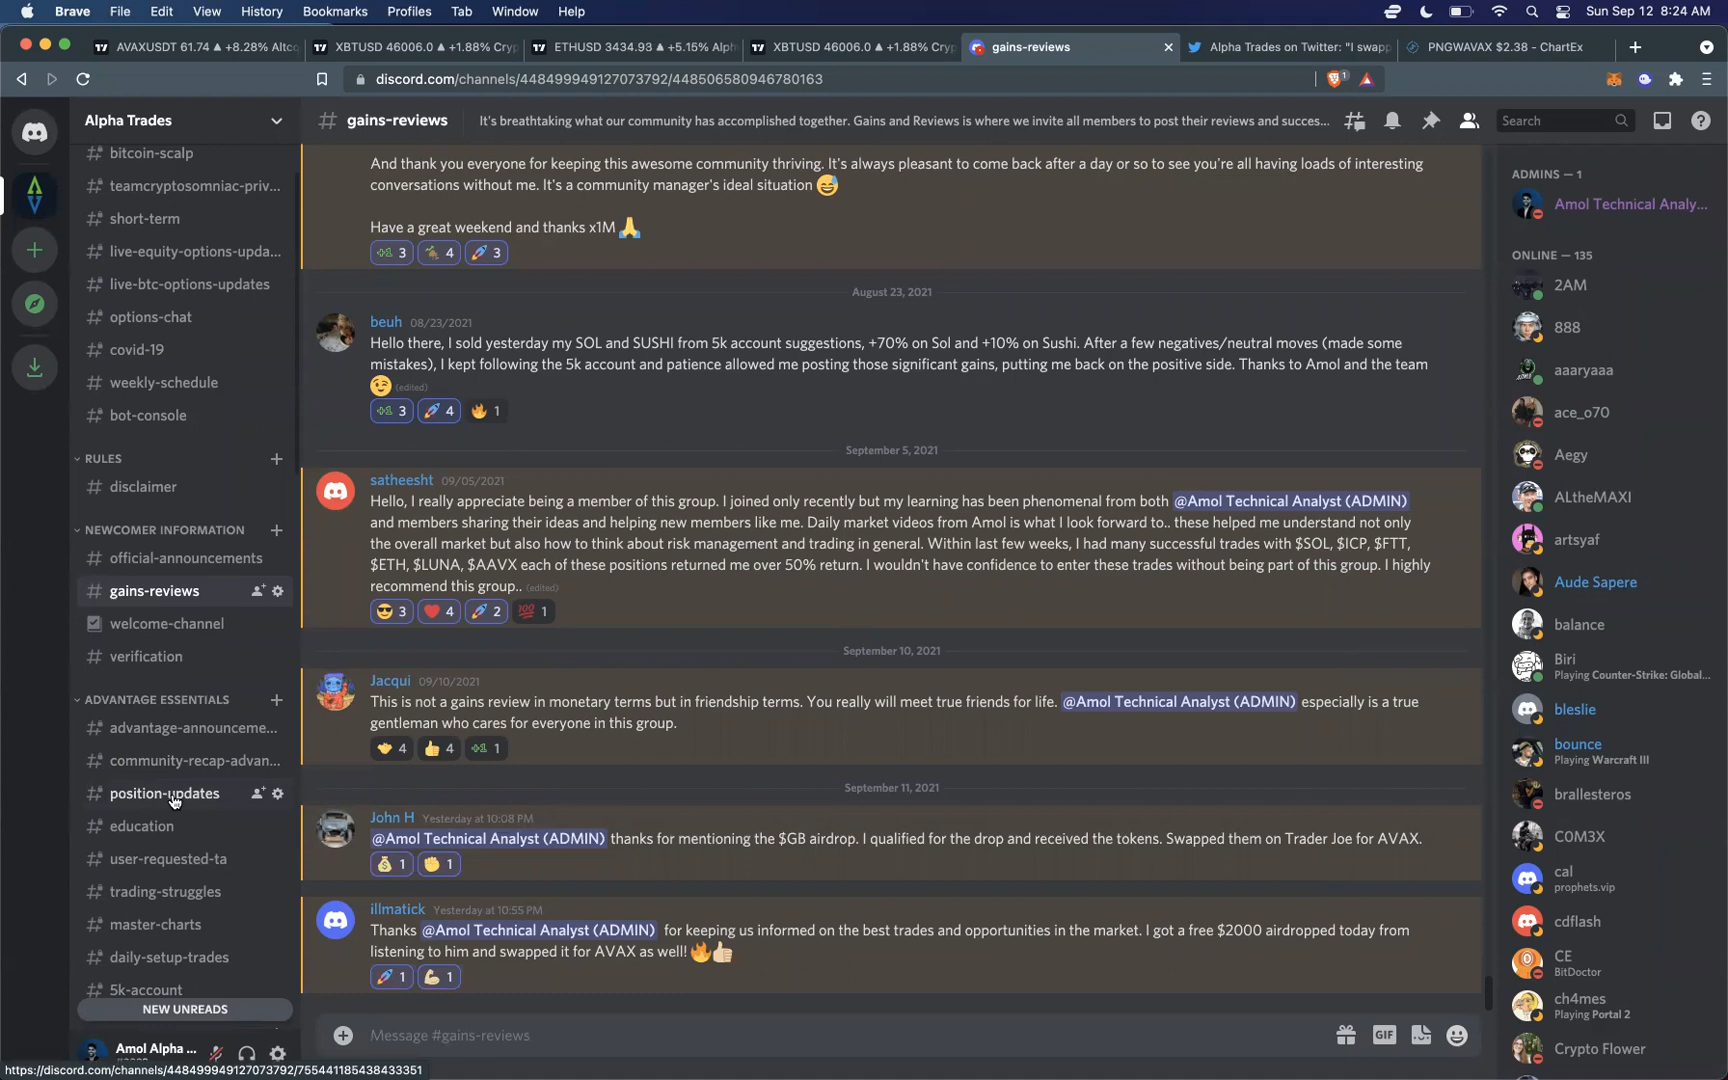 Brave File Edit View History Bookmarks Profiles Tab Window Help Sun Sep 12 8:24 AM
AVAXUSDT 61.74 ▲ +8.28% Altco
XBTUSD 46006.0 ▲ +1.88% Cryp
ETHUSD 3434.93 ▲ +5.15% Alph
XBTUSD 46006.0 ▲ +1.88% Cryp
gains-reviews
Alpha Trades on Twitter: "I swapp
PNGWAVAX $2.38 - ChartEx
discord.com/channels/448499949127073792/448506580946780163
Alpha Trades
# gains-reviews
It's breathtaking what our community has accomplished together. Gains and Reviews is where we invite all members to post their reviews and succes...
Search
bitcoin-scalp
teamcryptosomniac-priv...
short-term
live-equity-options-upda...
live-btc-options-updates
options-chat
covid-19
weekly-schedule
bot-console
RULES
disclaimer
NEWCOMER INFORMATION
official-announcements
gains-reviews
welcome-channel
verification
ADVANTAGE ESSENTIALS
advantage-announceme...
community-recap-advan...
position-updates
education
user-requested-ta
trading-struggles
master-charts
daily-setup-trades
5k-account
NEW UNREADS
Amol Alpha ...
https://discord.com/channels/448499949127073792/755441185438433351
And thank you everyone for keeping this awesome community thriving. It's always pleasant to come back after a day or so to see you're all having loads of interesting
conversations without me. It's a community manager's ideal situation 😅
Have a great weekend and thanks x1M 🙏
+1 3 4 🚀 3
August 23, 2021
beuh 08/23/2021
Hello there, I sold yesterday my SOL and SUSHI from 5k account suggestions, +70% on Sol and +10% on Sushi. After a few negatives/neutral moves (made some
mistakes), I kept following the 5k account and patience allowed me posting those significant gains, putting me back on the positive side. Thanks to Amol and the team
😉 (edited)
+1 3 🚀 4 🔥 1
September 5, 2021
satheesht 09/05/2021
Hello, I really appreciate being a member of this group. I joined only recently but my learning has been phenomenal from both @Amol Technical Analyst (ADMIN)
and members sharing their ideas and helping new members like me. Daily market videos from Amol is what I look forward to.. these helped me understand not only
the overall market but also how to think about risk management and trading in general. Within last few weeks, I had many successful trades with $SOL, $ICP, $FTT,
$ETH, $LUNA, $AAVX each of these positions returned me over 50% return. I wouldn't have confidence to enter these trades without being part of this group. I highly
recommend this group.. (edited)
😎 3 ❤️ 4 🚀 2 💯 1
September 10, 2021
Jacqui 09/10/2021
This is not a gains review in monetary terms but in friendship terms. You really will meet true friends for life. @Amol Technical Analyst (ADMIN) especially is a true
gentleman who cares for everyone in this group.
4 👍 4 +1 1
September 11, 2021
John H Yesterday at 10:08 PM
@Amol Technical Analyst (ADMIN) thanks for mentioning the $GB airdrop. I qualified for the drop and received the tokens. Swapped them on Trader Joe for AVAX.
💰 1 ✊ 1
illmatick Yesterday at 10:55 PM
Thanks @Amol Technical Analyst (ADMIN) for keeping us informed on the best trades and opportunities in the market. I got a free $2000 airdropped today from
listening to him and swapped it for AVAX as well! 🔥👍
🚀 1 💪 1
Message #gains-reviews
GIF
ADMINS — 1
Amol Technical Analy...
ONLINE — 135
2AM
888
aaaryaaa
ace_o70
Aegy
ALtheMAXI
artsyaf
Aude Sapere
balance
Biri
Playing Counter-Strike: Global...
bleslie
bounce
Playing Warcraft III
brallesteros
C0M3X
cal
prophets.vip
cdflash
CE
BitDoctor
ch4mes
Playing Portal 2
Crypto Flower